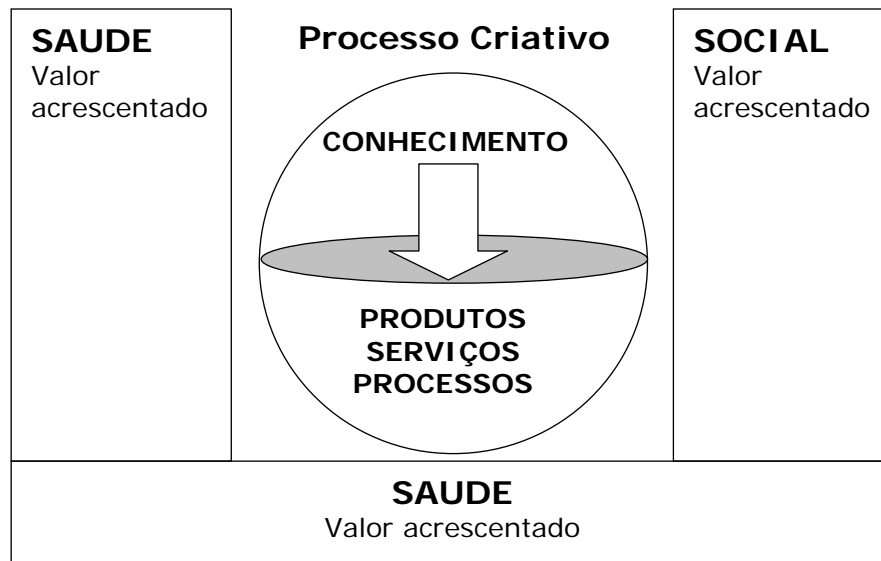 SAUDE
Valor
acrescentado
Processo Criativo
CONHECIMENTO
PRODUTOS
SERVIÇOS
PROCESSOS
SOCIAL
Valor
acrescentado
SAUDE
Valor acrescentado